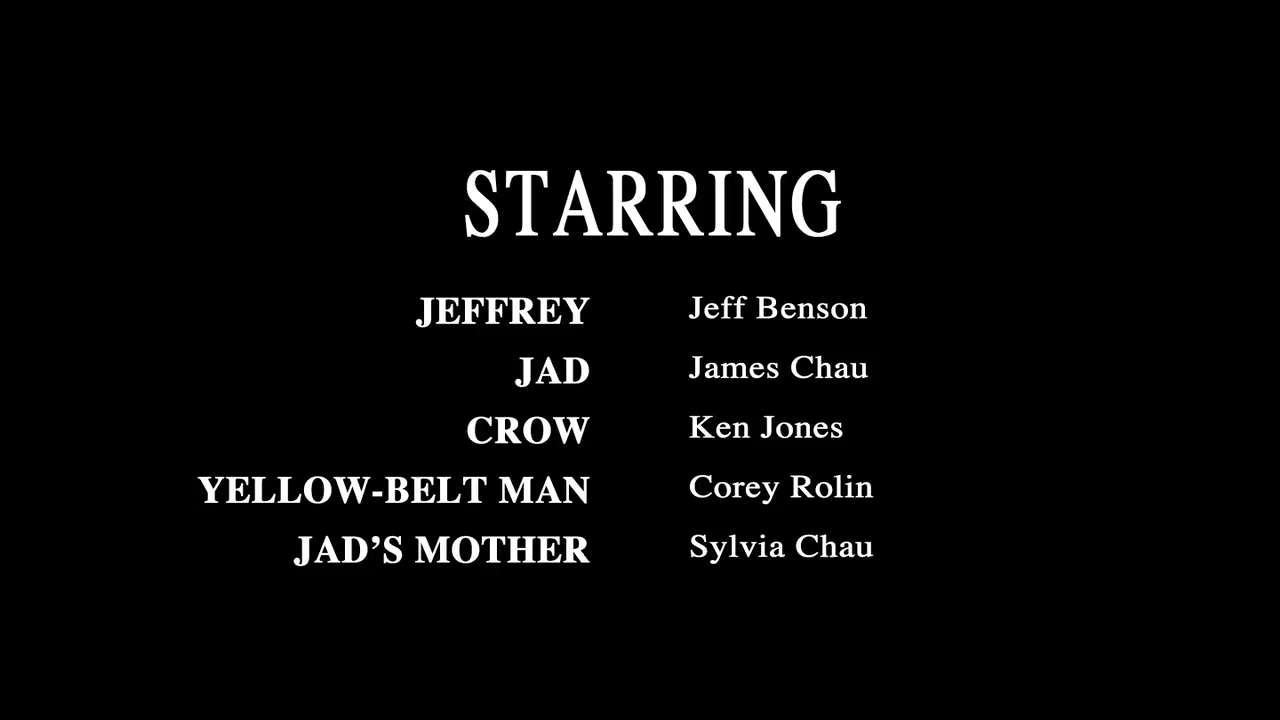 STARRING
JEFFREY Jeff Benson
JAD James Chau
CROW Ken Jones
YELLOW-BELT MAN Corey Rolin
JAD’S MOTHER Sylvia Chau